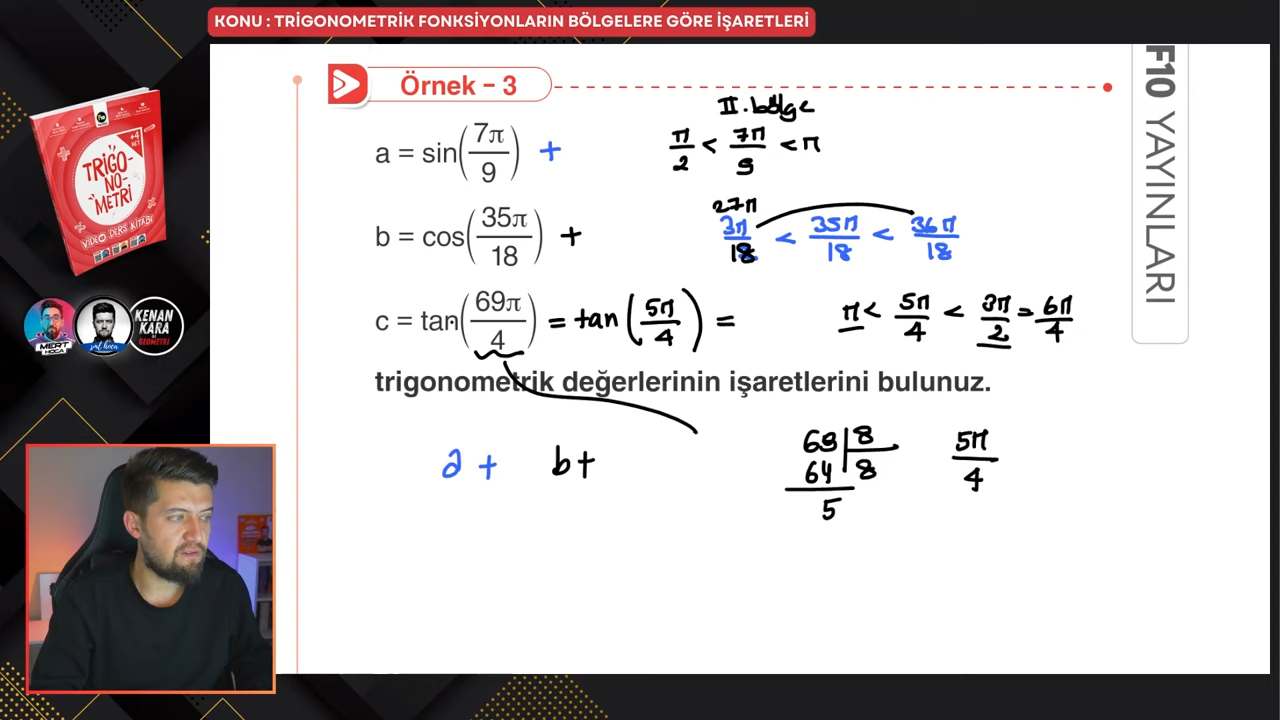 KONU : TRİGONOMETRİK FONKSİYONLARIN BÖLGELERE GÖRE İŞARETLERİ
Örnek – 3
II. bölge
a = sin(7π/9) +
π/2 < 7π/9 < π
27π
b = cos(35π/18) +
3π/18 < 35π/18 < 36π/18
c = tan(69π/4) = tan(5π/4) =
π < 5π/4 < 3π/2 = 6π/4
trigonometrik değerlerinin işaretlerini bulunuz.
a + b+
69 8
64 8
5
5π/4
F10 YAYINLARI
+4 NET
TRİGO-
NO-
METRİ
VİDEO DERS KİTABI
MERT HOCA
KENAN
KARA
GEOMETRİ